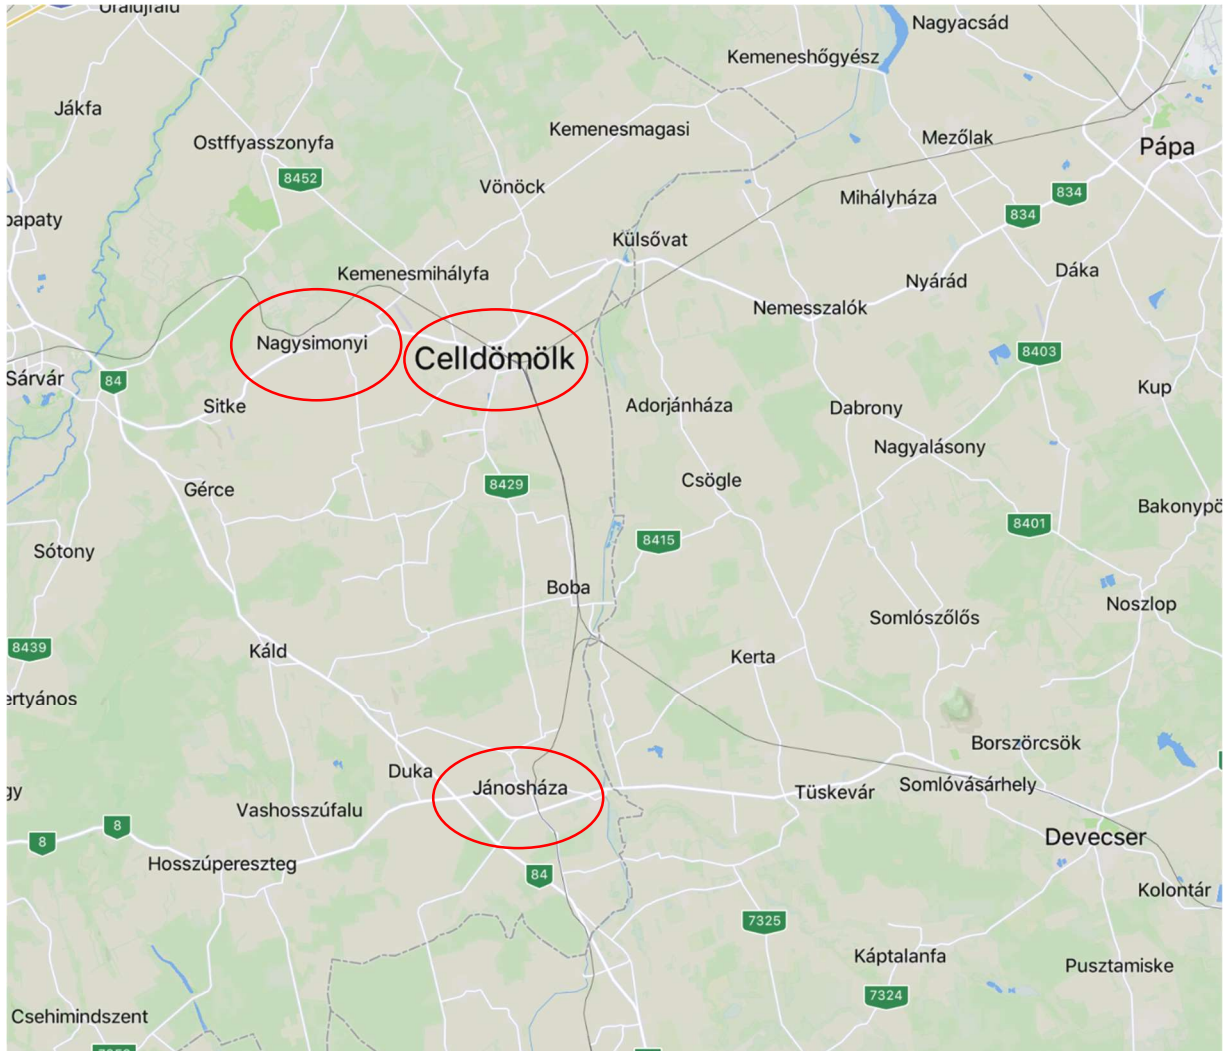 Nagyacsád
Kemeneshőgyész
Jákfa
Kemenesmagasi
Ostffyasszonyfa
Mezőlak
Pápa
8452
Vönöck
834
Mihályháza
834
Külsővat
Kemenesmihályfa
Dáka
Nyárád
Nemesszalók
Nagysimonyi
Celldömölk
8403
Sárvár
84
Kup
Sitke
Adorjánháza
Dabrony
Nagyalásony
Csögle
8429
Gérce
Bakonypö
8401
8415
Sótony
Boba
Noszlop
Somlószőlős
8439
Káld
Kerta
ertyános
Borszörcsök
Duka
Jánosháza
Somlóvásárhely
Tüskevár
gy
Vashosszúfalu
8
8
Devecser
Hosszúpereszteg
84
Kolontár
7325
Káptalanfa
Pusztamiske
7324
Csehimindszent